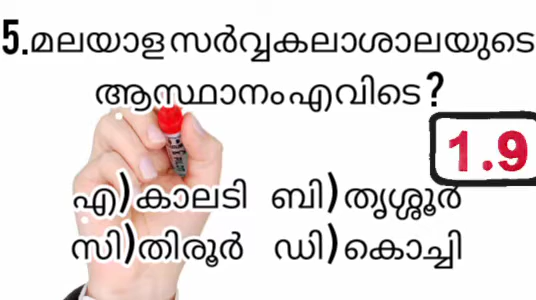 5.മലയാള സർവ്വകലാശാലയുടെ
ആസ്ഥാനം എവിടെ?
1.9
എ)കാലടി ബി)തൃശ്ശൂർ
സി)തിരൂർ ഡി)കൊച്ചി